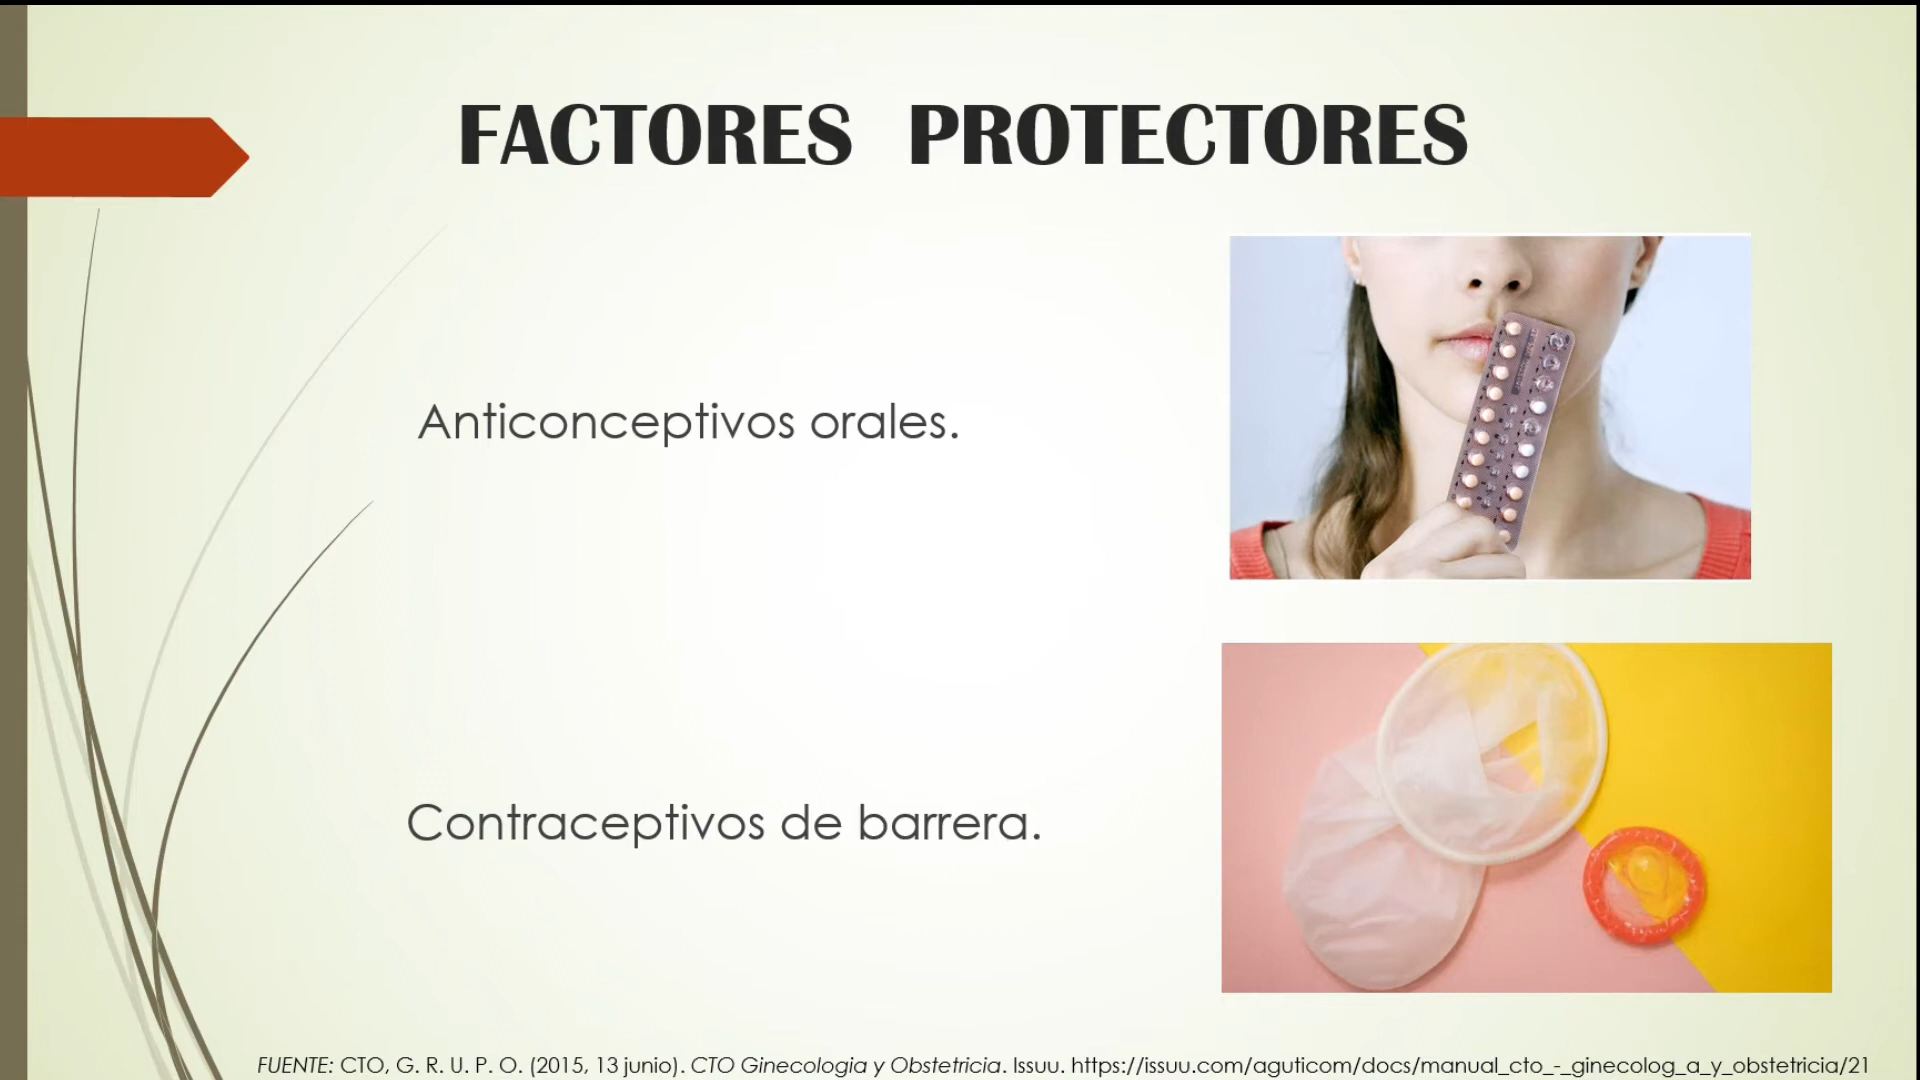 FACTORES PROTECTORES
Anticonceptivos orales.
Contraceptivos de barrera.
FUENTE: CTO, G. R. U. P. O. (2015, 13 junio). CTO Ginecologia y Obstetricia. Issuu. https://issuu.com/aguticom/docs/manual_cto_-_ginecolog_a_y_obstetricia/21